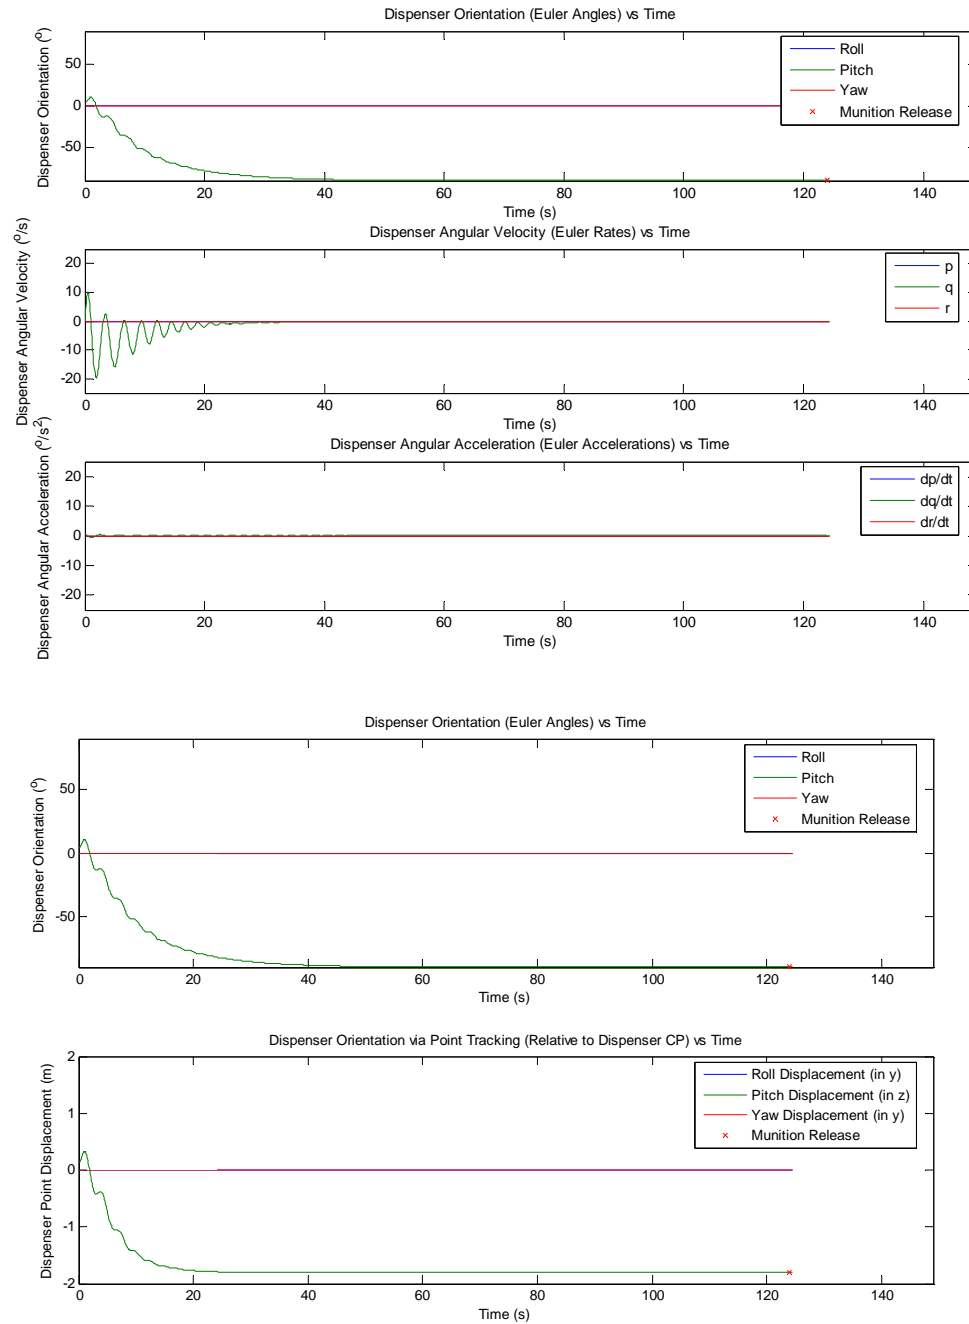 Dispenser Orientation (Euler Angles) vs Time
Dispenser Orientation (º)
50
0
-50
Roll
Pitch
Yaw
Munition Release
0 20 40 60 80 100 120 140
Time (s)
Dispenser Angular Velocity (Euler Rates) vs Time
Dispenser Angular Velocity (º/s)
20
10
0
-10
-20
p
q
r
0 20 40 60 80 100 120 140
Time (s)
Dispenser Angular Acceleration (Euler Accelerations) vs Time
Dispenser Angular Acceleration (º/s²)
20
10
0
-10
-20
dp/dt
dq/dt
dr/dt
0 20 40 60 80 100 120 140
Time (s)
Dispenser Orientation (Euler Angles) vs Time
Dispenser Orientation (º)
50
0
-50
Roll
Pitch
Yaw
Munition Release
0 20 40 60 80 100 120 140
Time (s)
Dispenser Orientation via Point Tracking (Relative to Dispenser CP) vs Time
Dispenser Point Displacement (m)
2
1
0
-1
-2
Roll Displacement (in y)
Pitch Displacement (in z)
Yaw Displacement (in y)
Munition Release
0 20 40 60 80 100 120 140
Time (s)